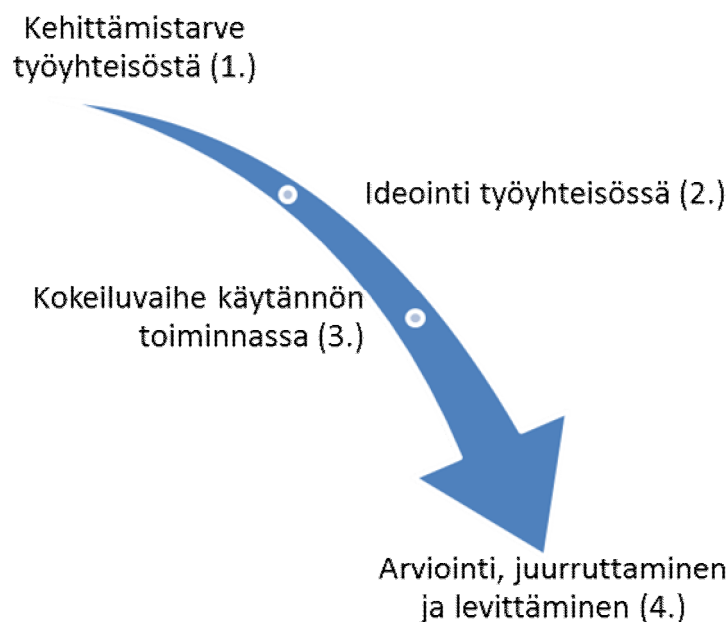 Kehittämistarve
työyhteisöstä (1.)
Ideointi työyhteisössä (2.)
Kokeiluvaihe käytännön
toiminnassa (3.)
Arviointi, juurruttaminen
ja levittäminen (4.)